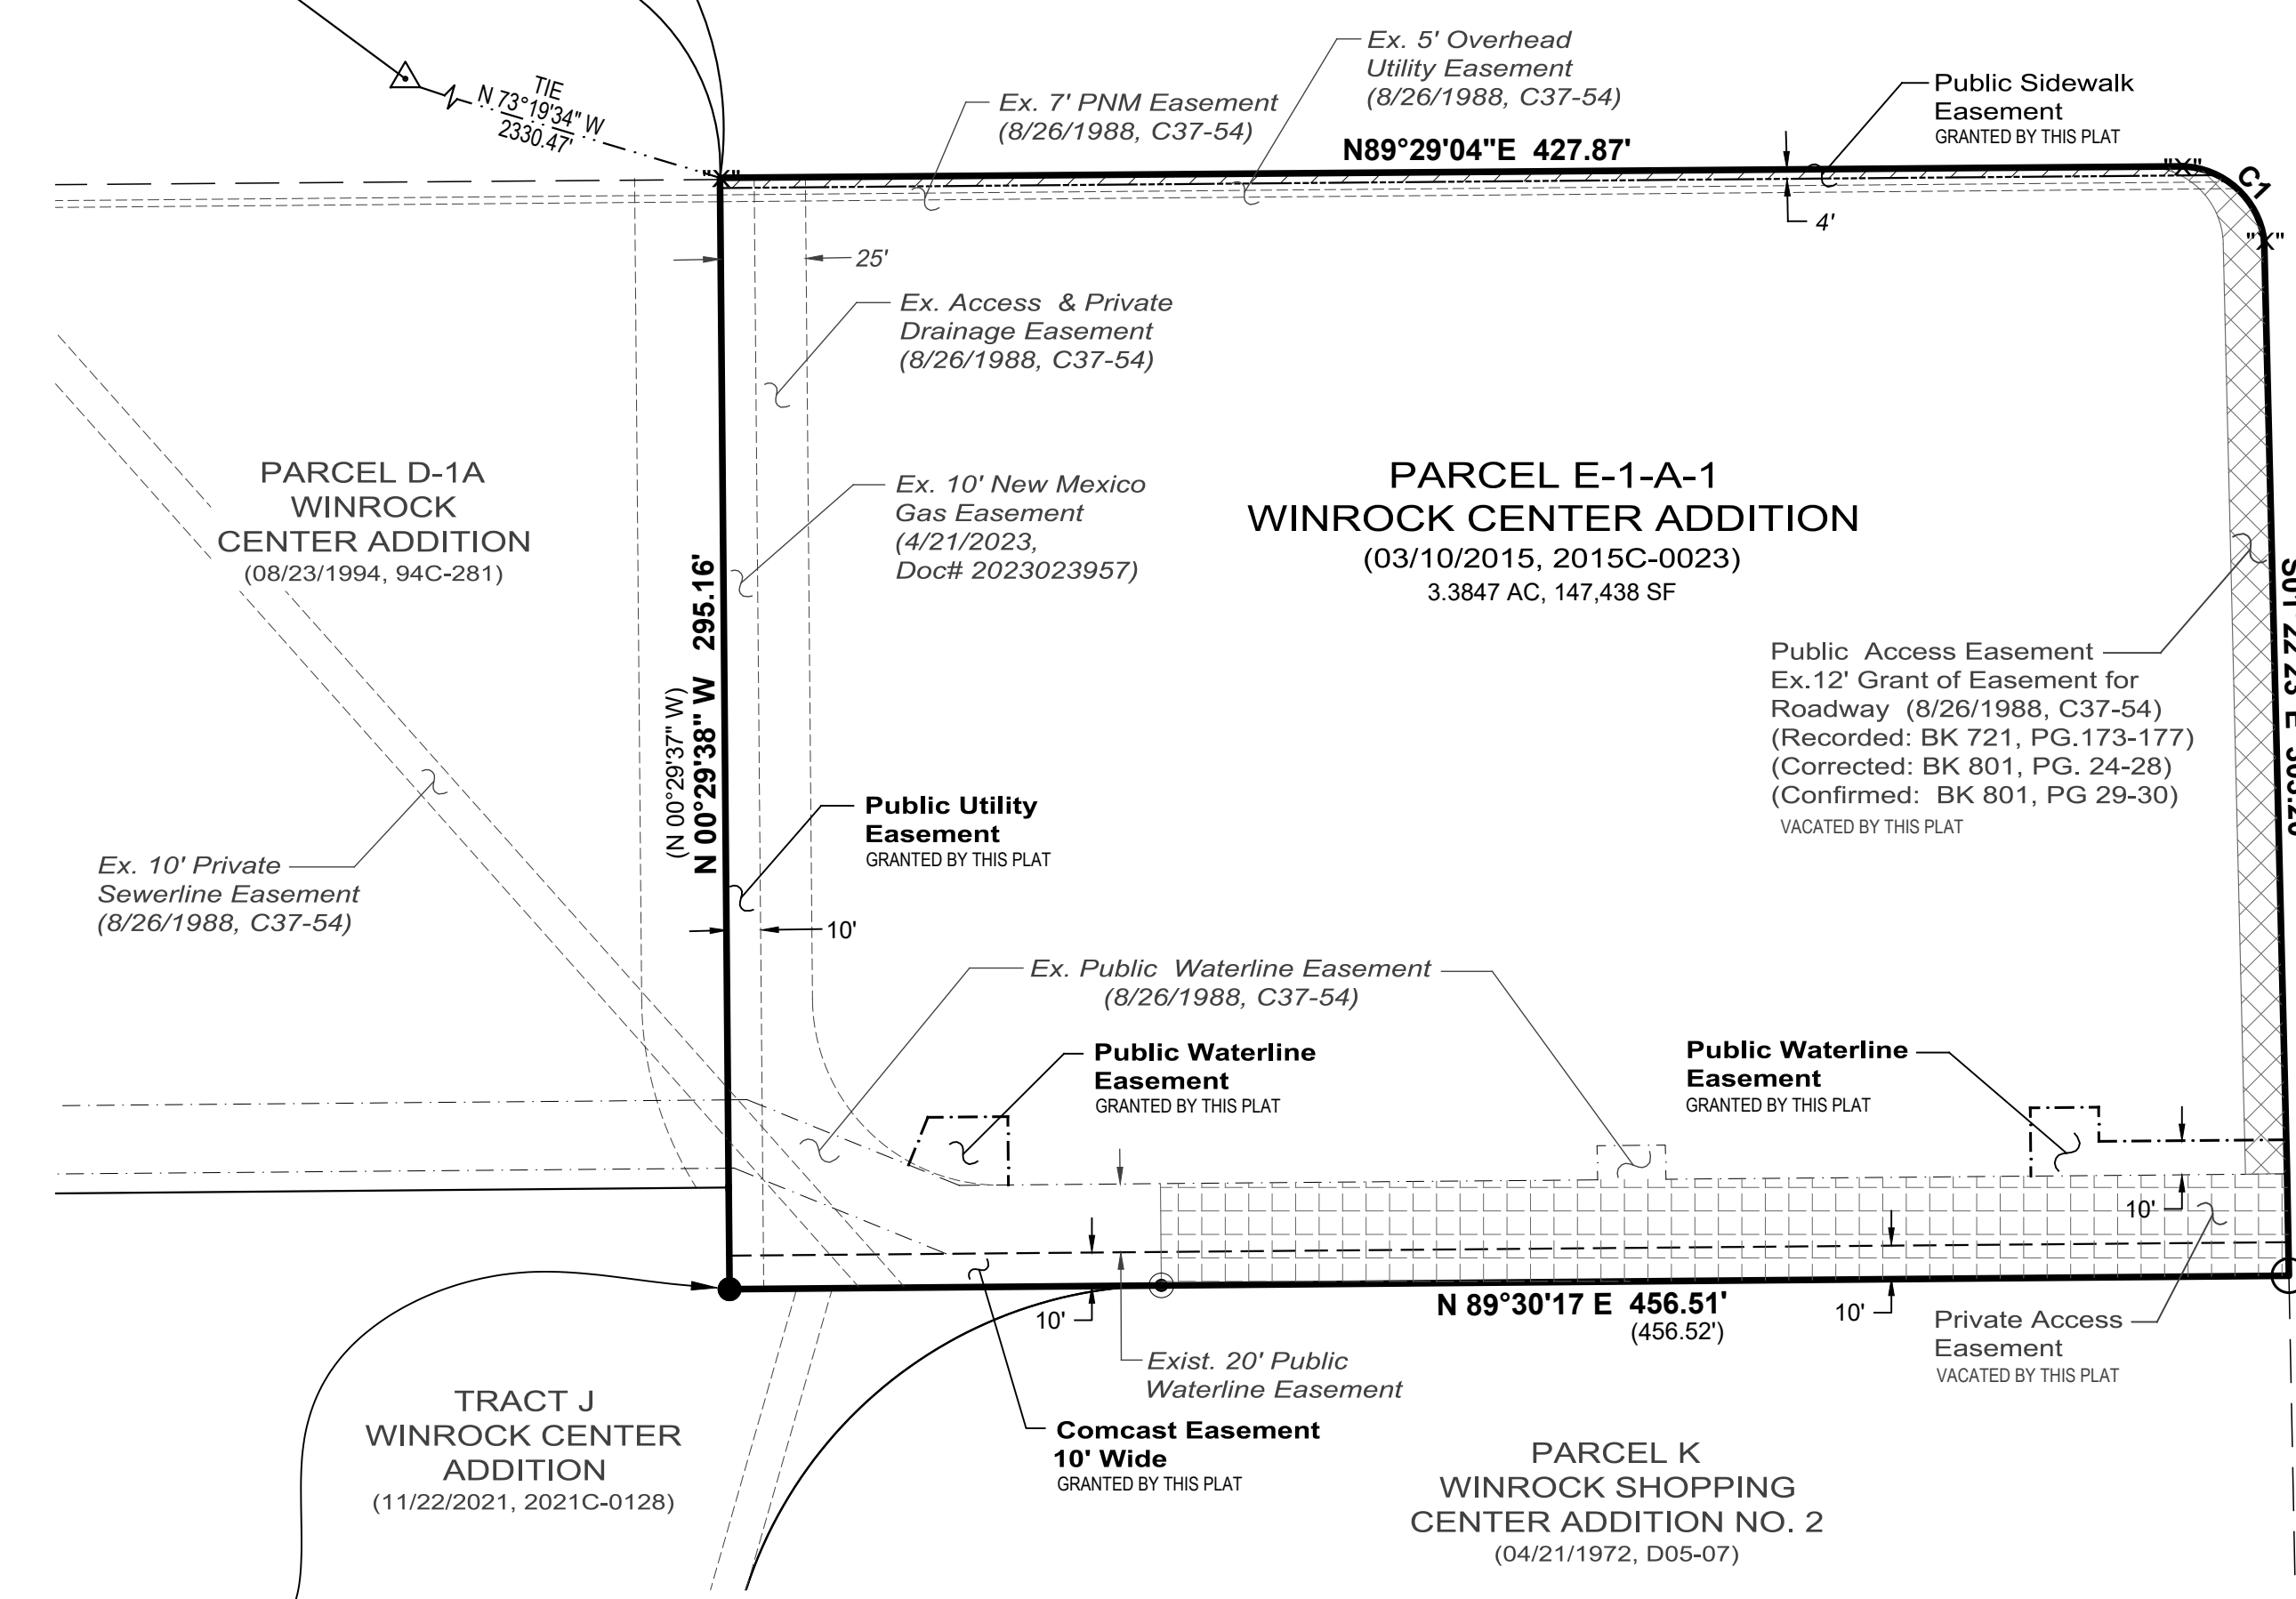 TIE
N 73°19'34" W
2330.47'
Ex. 7' PNM Easement
(8/26/1988, C37-54)
Ex. 5' Overhead
Utility Easement
(8/26/1988, C37-54)
Public Sidewalk
Easement
GRANTED BY THIS PLAT
N89°29'04"E 427.87'
"X"
"X"
C1
"X"
4'
25'
Ex. Access & Private
Drainage Easement
(8/26/1988, C37-54)
PARCEL D-1A
WINROCK
CENTER ADDITION
(08/23/1994, 94C-281)
Ex. 10' New Mexico
Gas Easement
(4/21/2023,
Doc# 2023023957)
PARCEL E-1-A-1
WINROCK CENTER ADDITION
(03/10/2015, 2015C-0023)
3.3847 AC, 147,438 SF
(N 00°29'37" W)
N 00°29'38" W 295.16'
Public Access Easement
Ex.12' Grant of Easement for
Roadway (8/26/1988, C37-54)
(Recorded: BK 721, PG.173-177)
(Corrected: BK 801, PG. 24-28)
(Confirmed: BK 801, PG 29-30)
VACATED BY THIS PLAT
Public Utility
Easement
GRANTED BY THIS PLAT
Ex. 10' Private
Sewerline Easement
(8/26/1988, C37-54)
10'
Ex. Public Waterline Easement
(8/26/1988, C37-54)
Public Waterline
Easement
GRANTED BY THIS PLAT
Public Waterline
Easement
GRANTED BY THIS PLAT
10'
10'
N 89°30'17 E 456.51'
(456.52')
10'
Private Access
Easement
VACATED BY THIS PLAT
Exist. 20' Public
Waterline Easement
Comcast Easement
10' Wide
GRANTED BY THIS PLAT
TRACT J
WINROCK CENTER
ADDITION
(11/22/2021, 2021C-0128)
PARCEL K
WINROCK SHOPPING
CENTER ADDITION NO. 2
(04/21/1972, D05-07)